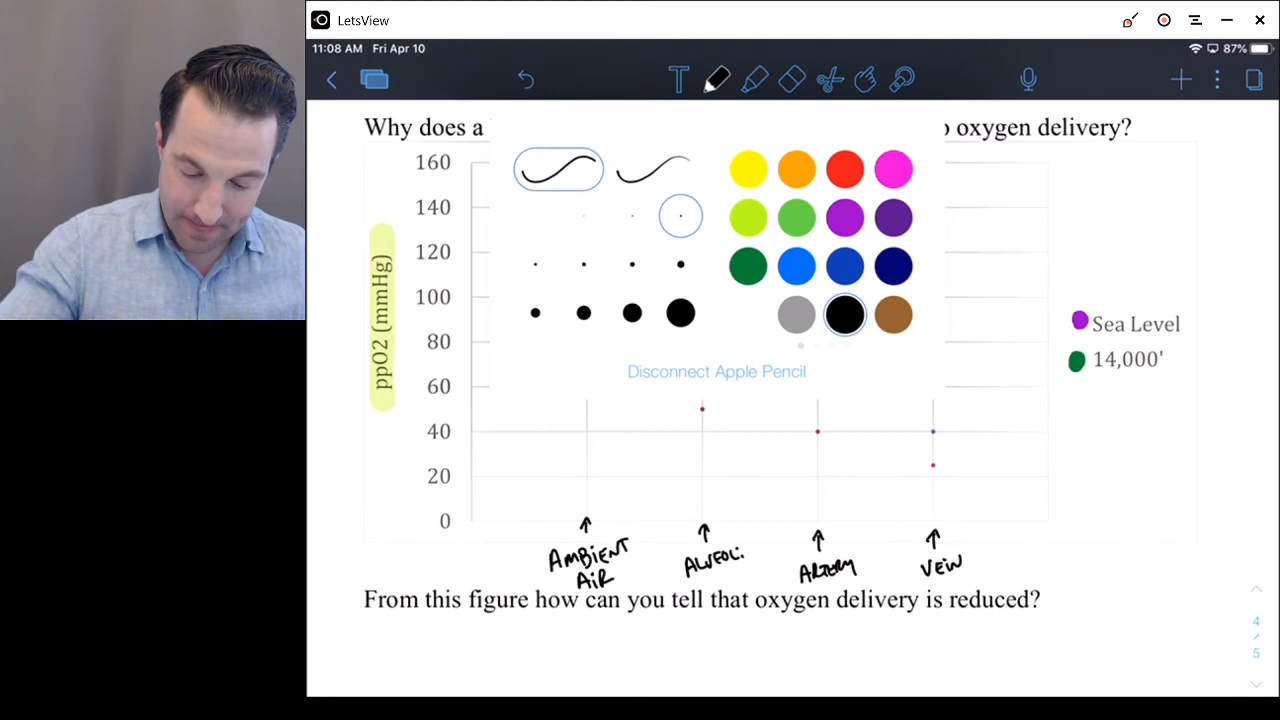 LetsView
11:08 AM Fri Apr 10
87%
T
Why does a
oxygen delivery?
160
140
120
100
80
60
40
20
0
ppO2 (mmHg)
Disconnect Apple Pencil
Sea Level
14,000'
AMBIENT
AIR
ALVEOLI
ARTERY
VEIN
From this figure how can you tell that oxygen delivery is reduced?
4
/
5